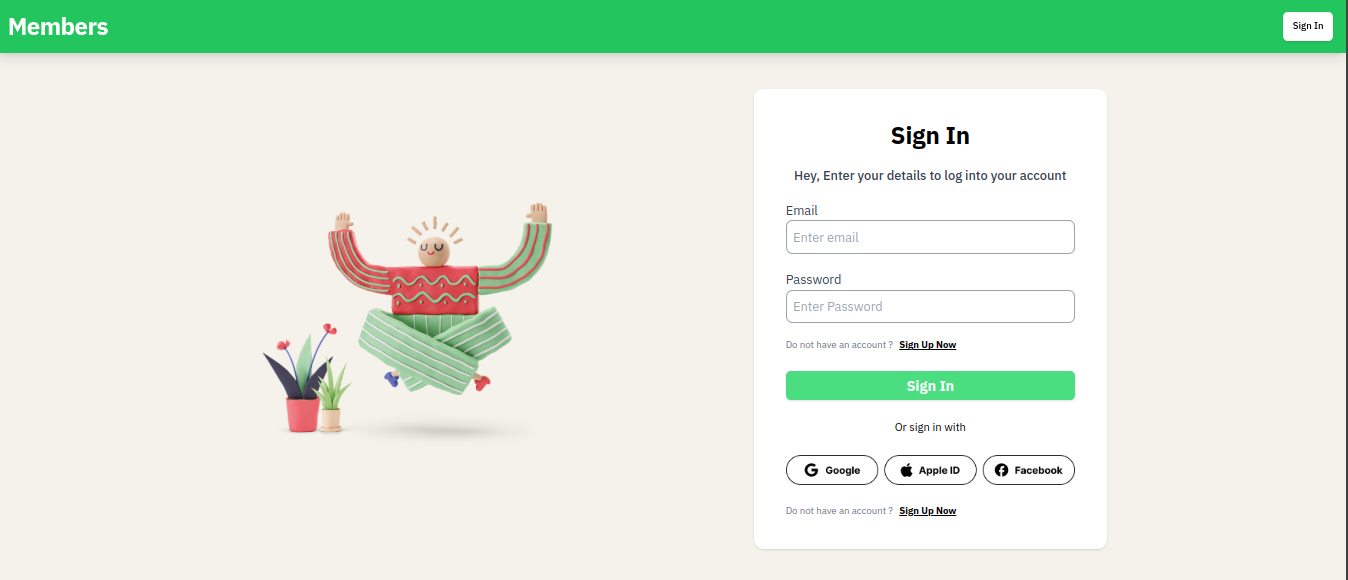 Members
Sign In
Sign In
Hey, Enter your details to log into your account
Email
Enter email
Password
Enter Password
Do not have an account ? Sign Up Now
Sign In
Or sign in with
Google
Apple ID
Facebook
Do not have an account ? Sign Up Now